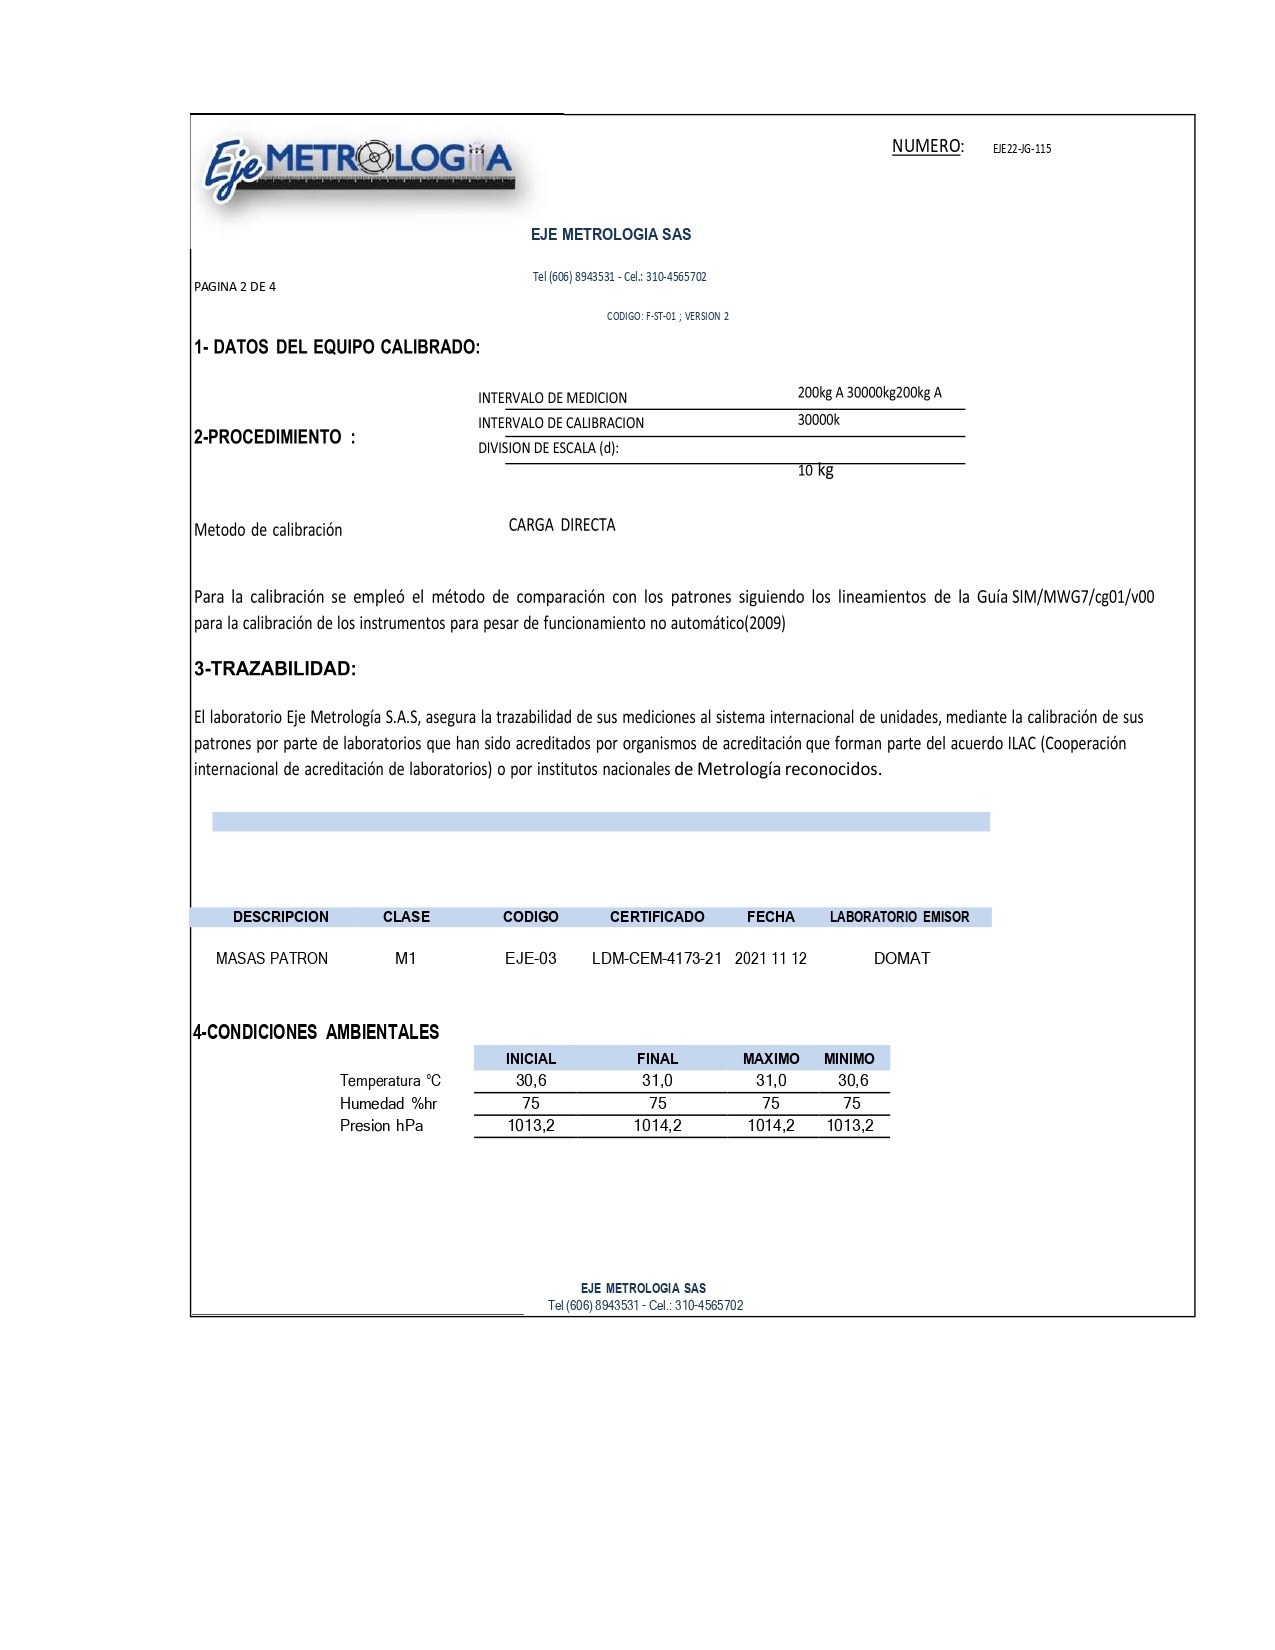 Eje METROLOGIA
NUMERO: EJE22-JG-115
EJE METROLOGIA SAS
Tel (606) 8943531 - Cel.: 310-4565702
PAGINA 2 DE 4
CODIGO: F-ST-01 ; VERSION 2
1- DATOS DEL EQUIPO CALIBRADO:
INTERVALO DE MEDICION 200kg A 30000kg200kg A
INTERVALO DE CALIBRACION 30000k
2-PROCEDIMIENTO :
DIVISION DE ESCALA (d):
10 kg
Metodo de calibración CARGA DIRECTA
Para la calibración se empleó el método de comparación con los patrones siguiendo los lineamientos de la Guía SIM/MWG7/cg01/v00
para la calibración de los instrumentos para pesar de funcionamiento no automático(2009)
3-TRAZABILIDAD:
El laboratorio Eje Metrología S.A.S, asegura la trazabilidad de sus mediciones al sistema internacional de unidades, mediante la calibración de sus
patrones por parte de laboratorios que han sido acreditados por organismos de acreditación que forman parte del acuerdo ILAC (Cooperación
internacional de acreditación de laboratorios) o por institutos nacionales de Metrología reconocidos.
DESCRIPCION CLASE CODIGO CERTIFICADO FECHA LABORATORIO EMISOR
MASAS PATRON M1 EJE-03 LDM-CEM-4173-21 2021 11 12 DOMAT
4-CONDICIONES AMBIENTALES
INICIAL FINAL MAXIMO MINIMO
Temperatura °C 30,6 31,0 31,0 30,6
Humedad %hr 75 75 75 75
Presion hPa 1013,2 1014,2 1014,2 1013,2
EJE METROLOGIA SAS
Tel (606) 8943531 - Cel.: 310-4565702